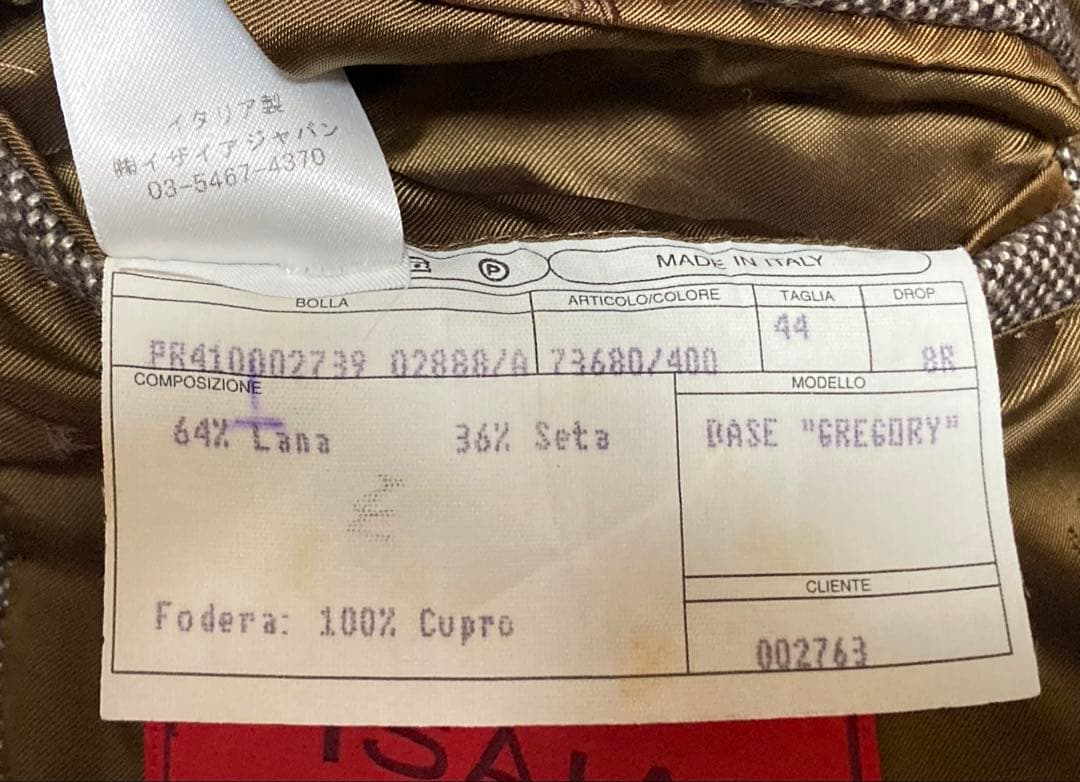 イタリア製
㈱イザイアジャパン
03-5467-4370
P
MADE IN ITALY
BOLLA
ARTICOLO/COLORE
TAGLIA
DROP
PR410002739 02888/A
73680/400
44
8R
COMPOSIZIONE
MODELLO
64% Lana 36% Seta
BASE "GREGORY"
CLIENTE
Fodera: 100% Cupro
002763
ISAIA